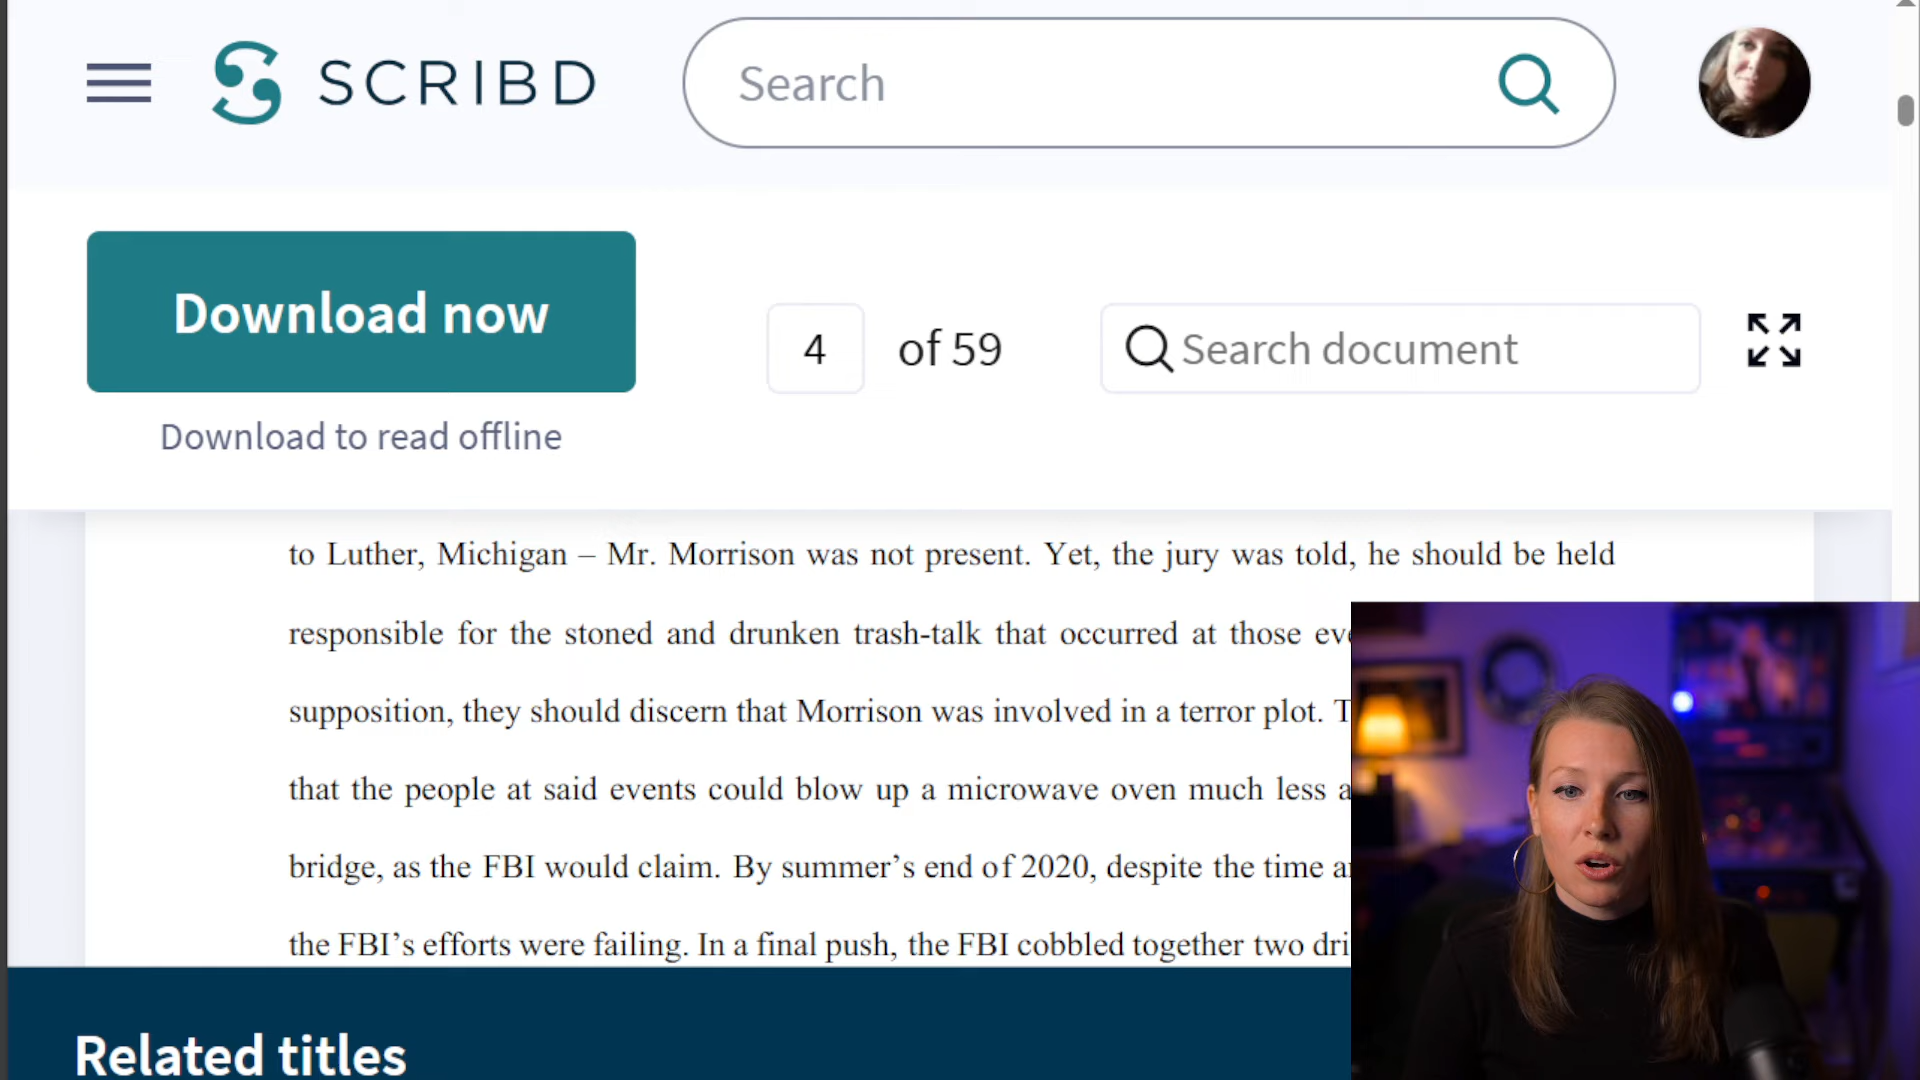 SCRIBD
Search
Download now
4 of 59
Search document
Download to read offline
to Luther, Michigan – Mr. Morrison was not present. Yet, the jury was told, he should be held
responsible for the stoned and drunken trash-talk that occurred at those
supposition, they should discern that Morrison was involved in a terror plot.
that the people at said events could blow up a microwave oven much less
bridge, as the FBI would claim. By summer’s end of 2020, despite the time
the FBI’s efforts were failing. In a final push, the FBI cobbled together two
Related titles